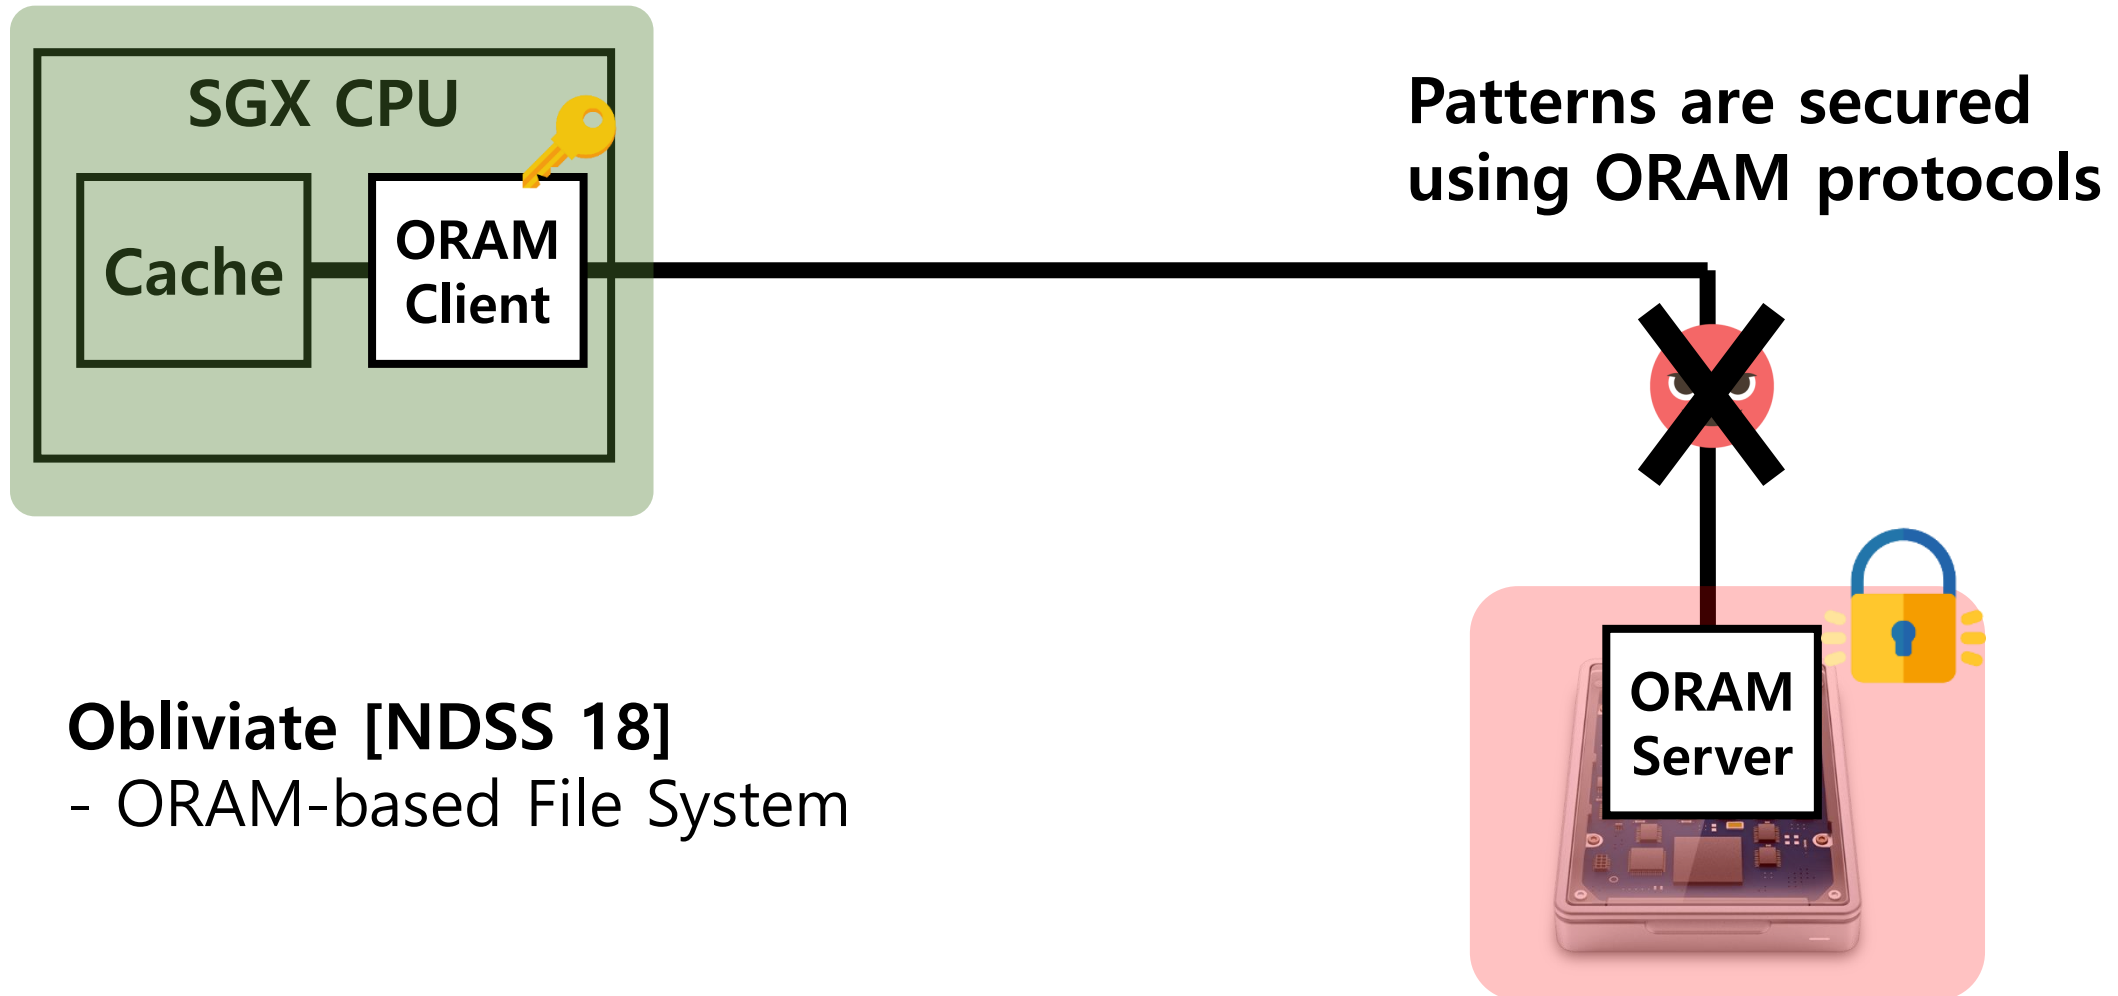 SGX CPU
Cache
ORAM
Client
Patterns are secured
using ORAM protocols
Obliviate [NDSS 18]
- ORAM-based File System
ORAM
Server